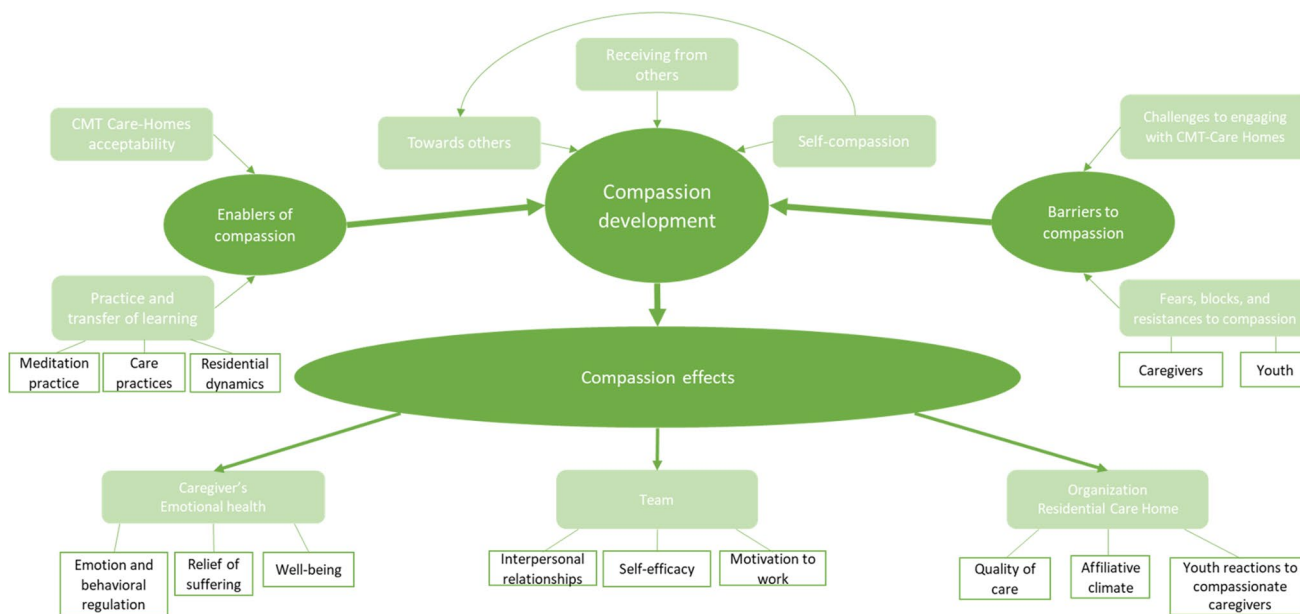 Receiving from
others
CMT Care-Homes
acceptability
Towards others
Self-compassion
Challenges to engaging
with CMT-Care Homes
Enablers of
compassion
Compassion
development
Barriers to
compassion
Practice and
transfer of learning
Meditation
practice
Care
practices
Residential
dynamics
Fears, blocks, and
resistances to compassion
Caregivers
Youth
Compassion effects
Caregiver's
Emotional health
Emotion and
behavioral
regulation
Relief of
suffering
Well-being
Team
Interpersonal
relationships
Self-efficacy
Motivation to
work
Organization
Residential Care Home
Quality of
care
Affiliative
climate
Youth reactions to
compassionate
caregivers